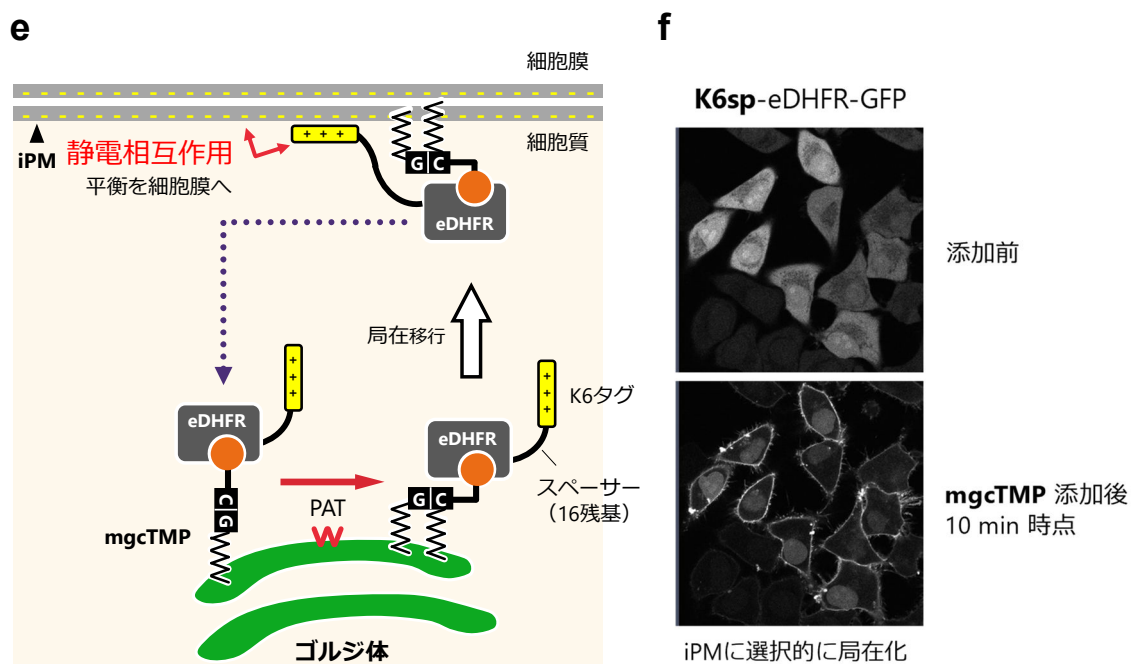 e
細胞膜
細胞質
iPM
静電相互作用
平衡を細胞膜へ
+ + +
G C
eDHFR
局在移行
+ + +
eDHFR
C G
mgcTMP
PAT
+ + +
K6タグ
eDHFR
G C
スペーサー
（16残基）
ゴルジ体
f
K6sp-eDHFR-GFP
添加前
mgcTMP 添加後
10 min 時点
iPMに選択的に局在化